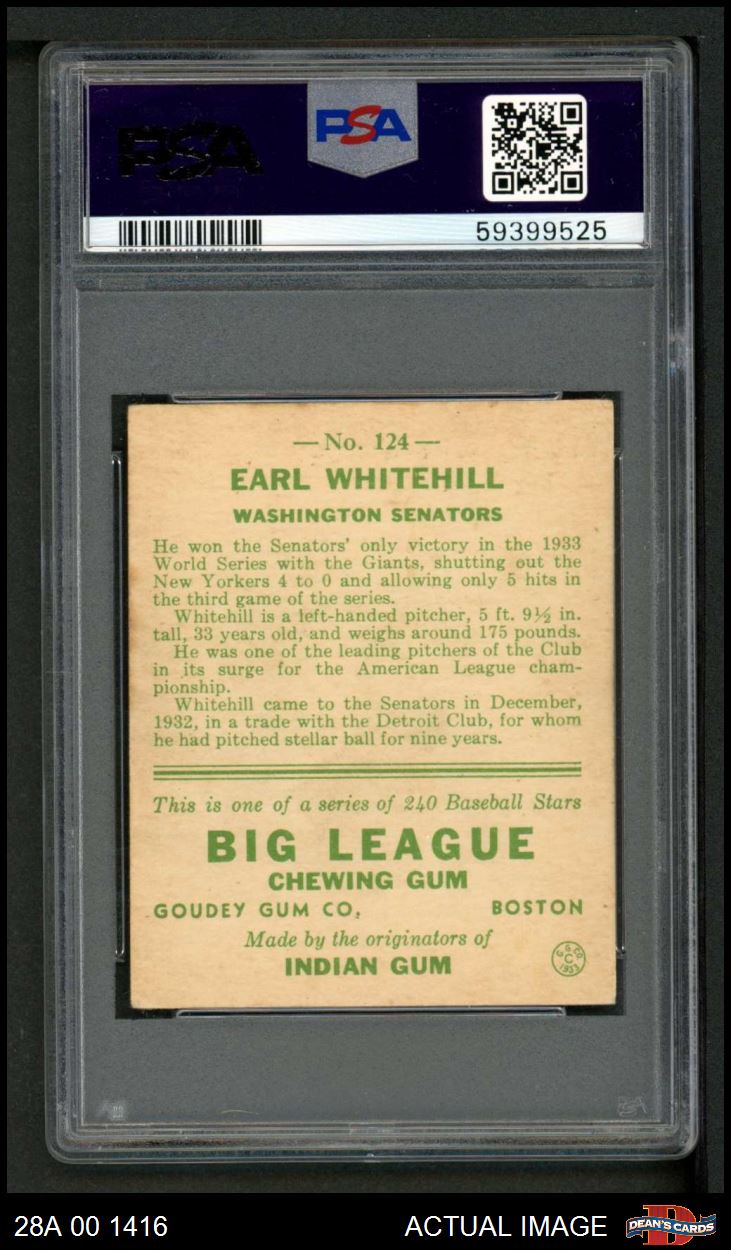 PSA
PSA
59399525
— No. 124 —
EARL WHITEHILL
WASHINGTON SENATORS
He won the Senators' only victory in the 1933
World Series with the Giants, shutting out the
New Yorkers 4 to 0 and allowing only 5 hits in
the third game of the series.
Whitehill is a left-handed pitcher, 5 ft. 9½ in.
tall, 33 years old, and weighs around 175 pounds.
He was one of the leading pitchers of the Club
in its surge for the American League cham-
pionship.
Whitehill came to the Senators in December,
1932, in a trade with the Detroit Club, for whom
he had pitched stellar ball for nine years.
This is one of a series of 240 Baseball Stars
BIG LEAGUE
CHEWING GUM
GOUDEY GUM CO, BOSTON
Made by the originators of
INDIAN GUM
G. G. CO.
C
1933
PSA
28A 00 1416 ACTUAL IMAGE D DEAN'S CARDS